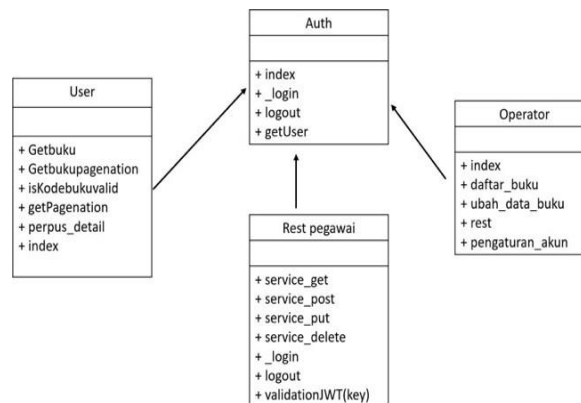 Auth
+ index
+ _login
+ logout
+ getUser
User
+ Getbuku
+ Getbukupagenation
+ isKodebukuvalid
+ getPagenation
+ perpus_detail
+ index
Operator
+ index
+ daftar_buku
+ ubah_data_buku
+ rest
+ pengaturan_akun
Rest pegawai
+ service_get
+ service_post
+ service_put
+ service_delete
+ _login
+ logout
+ validationJWT(key)